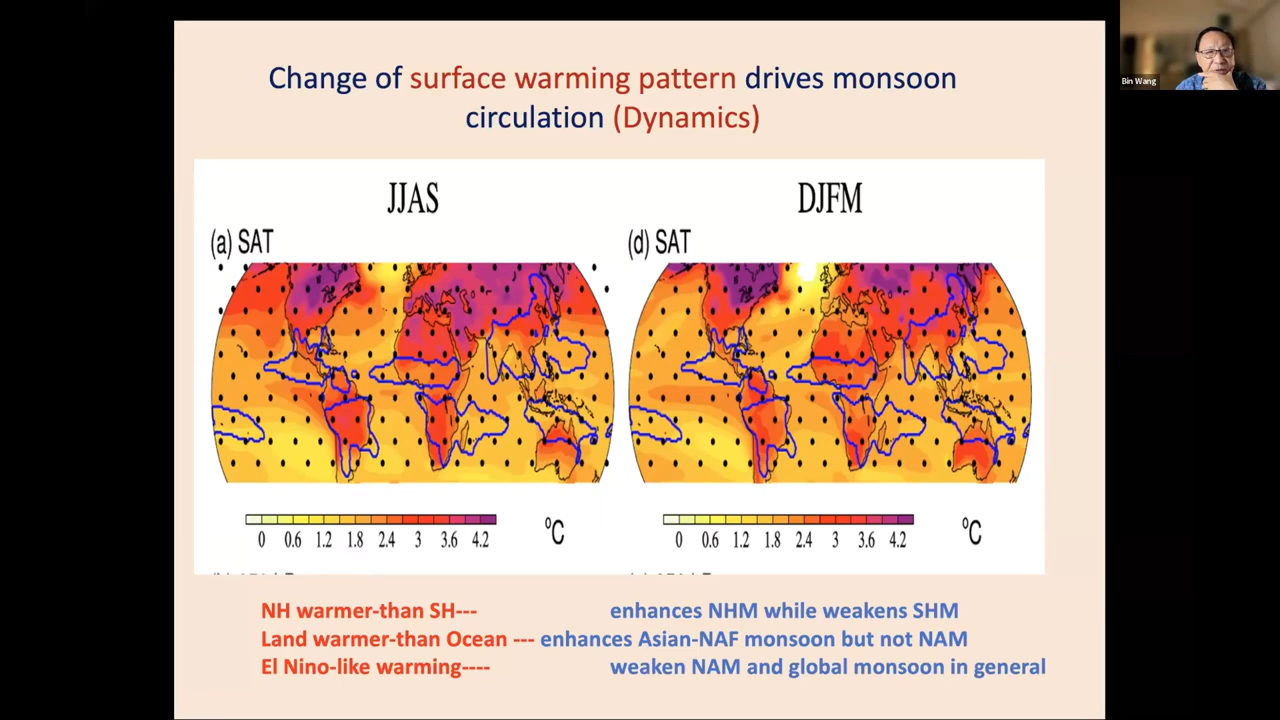 Change of surface warming pattern drives monsoon
circulation (Dynamics)
Bin Wang
JJAS
DJFM
(a) SAT
(d) SAT
0 0.6 1.2 1.8 2.4 3 3.6 4.2 °C
0 0.6 1.2 1.8 2.4 3 3.6 4.2 °C
NH warmer-than SH--- enhances NHM while weakens SHM
Land warmer-than Ocean --- enhances Asian-NAF monsoon but not NAM
El Nino-like warming---- weaken NAM and global monsoon in general